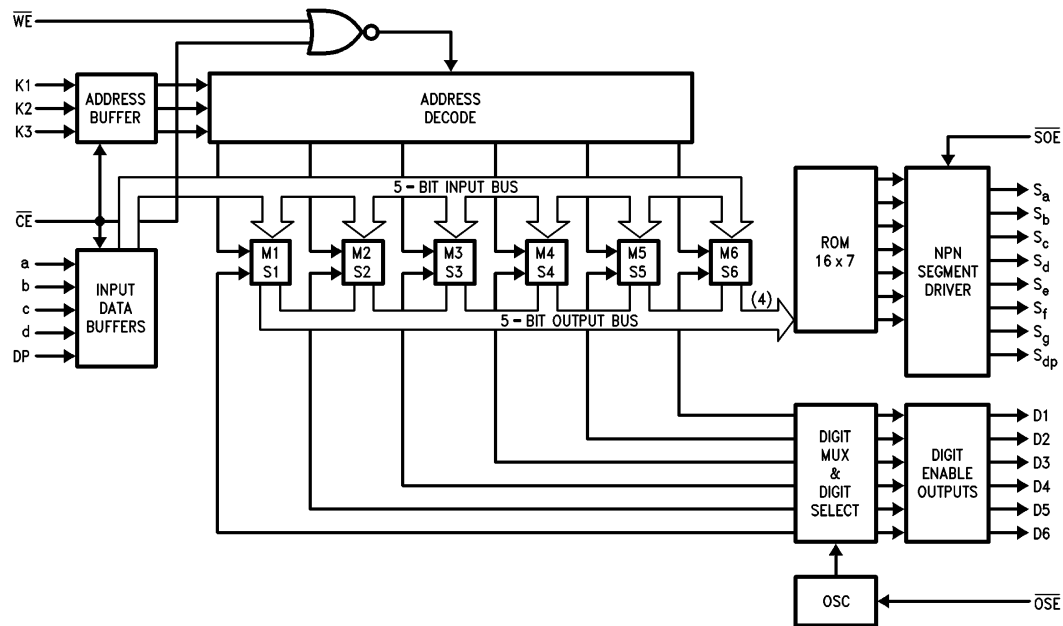 WE
K1
K2
K3
ADDRESS
BUFFER
ADDRESS
DECODE
SOE
5-BIT INPUT BUS
CE
M1
S1
M2
S2
M3
S3
M4
S4
M5
S5
M6
S6
(4)
5-BIT OUTPUT BUS
a
b
c
d
DP
INPUT
DATA
BUFFERS
ROM
16 x 7
NPN
SEGMENT
DRIVER
Sa
Sb
Sc
Sd
Se
Sf
Sg
Sdp
DIGIT
MUX
&
DIGIT
SELECT
DIGIT
ENABLE
OUTPUTS
D1
D2
D3
D4
D5
D6
OSC
OSE